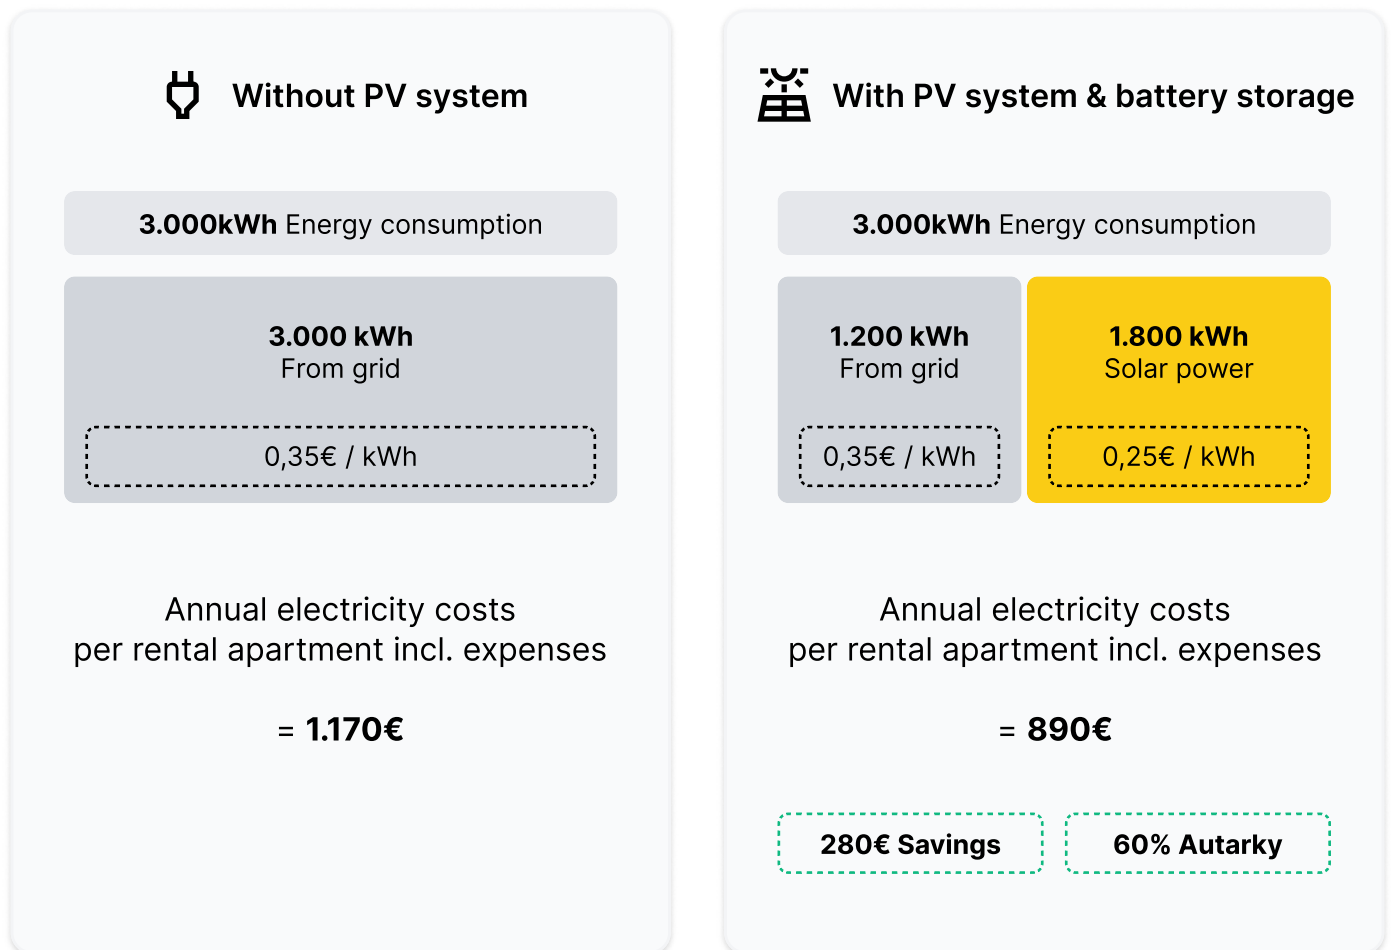 Without PV system
3.000kWh Energy consumption
3.000 kWh
From grid
0,35€ / kWh
Annual electricity costs
per rental apartment incl. expenses
= 1.170€
With PV system & battery storage
3.000kWh Energy consumption
1.200 kWh
From grid
0,35€ / kWh
1.800 kWh
Solar power
0,25€ / kWh
Annual electricity costs
per rental apartment incl. expenses
= 890€
280€ Savings
60% Autarky